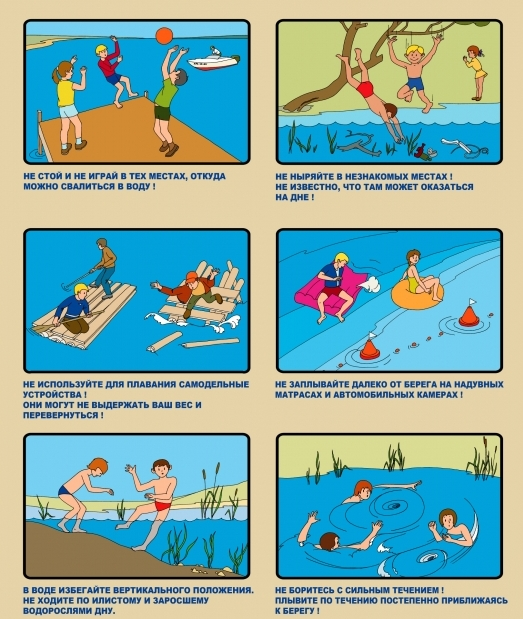 НЕ СТОЙ И НЕ ИГРАЙ В ТЕХ МЕСТАХ, ОТКУДА
МОЖНО СВАЛИТЬСЯ В ВОДУ !
НЕ НЫРЯЙТЕ В НЕЗНАКОМЫХ МЕСТАХ !
НЕ ИЗВЕСТНО, ЧТО ТАМ МОЖЕТ ОКАЗАТЬСЯ
НА ДНЕ !
НЕ ИСПОЛЬЗУЙТЕ ДЛЯ ПЛАВАНИЯ САМОДЕЛЬНЫЕ
УСТРОЙСТВА !
ОНИ МОГУТ НЕ ВЫДЕРЖАТЬ ВАШ ВЕС И
ПЕРЕВЕРНУТЬСЯ !
НЕ ЗАПЛЫВАЙТЕ ДАЛЕКО ОТ БЕРЕГА НА НАДУВНЫХ
МАТРАСАХ И АВТОМОБИЛЬНЫХ КАМЕРАХ !
В ВОДЕ ИЗБЕГАЙТЕ ВЕРТИКАЛЬНОГО ПОЛОЖЕНИЯ.
НЕ ХОДИТЕ ПО ИЛИСТОМУ И ЗАРОСШЕМУ
ВОДОРОСЛЯМИ ДНУ.
НЕ БОРИТЕСЬ С СИЛЬНЫМ ТЕЧЕНИЕМ !
ПЛЫВИТЕ ПО ТЕЧЕНИЮ ПОСТЕПЕННО ПРИБЛИЖАЯСЬ
К БЕРЕГУ !